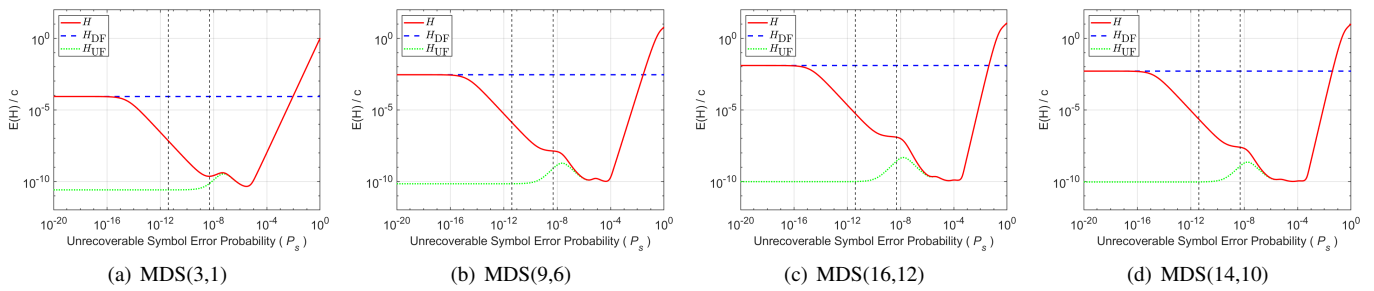 H
H_DF
H_UF
E(H) / c
10^0
10^-5
10^-10
10^-20
10^-16
10^-12
10^-8
10^-4
10^0
Unrecoverable Symbol Error Probability ( P_s )
(a) MDS(3,1)
H
H_DF
H_UF
E(H) / c
10^0
10^-5
10^-10
10^-20
10^-16
10^-12
10^-8
10^-4
10^0
Unrecoverable Symbol Error Probability ( P_s )
(b) MDS(9,6)
H
H_DF
H_UF
E(H) / c
10^0
10^-5
10^-10
10^-20
10^-16
10^-12
10^-8
10^-4
10^0
Unrecoverable Symbol Error Probability ( P_s )
(c) MDS(16,12)
H
H_DF
H_UF
E(H) / c
10^0
10^-5
10^-10
10^-20
10^-16
10^-12
10^-8
10^-4
10^0
Unrecoverable Symbol Error Probability ( P_s )
(d) MDS(14,10)